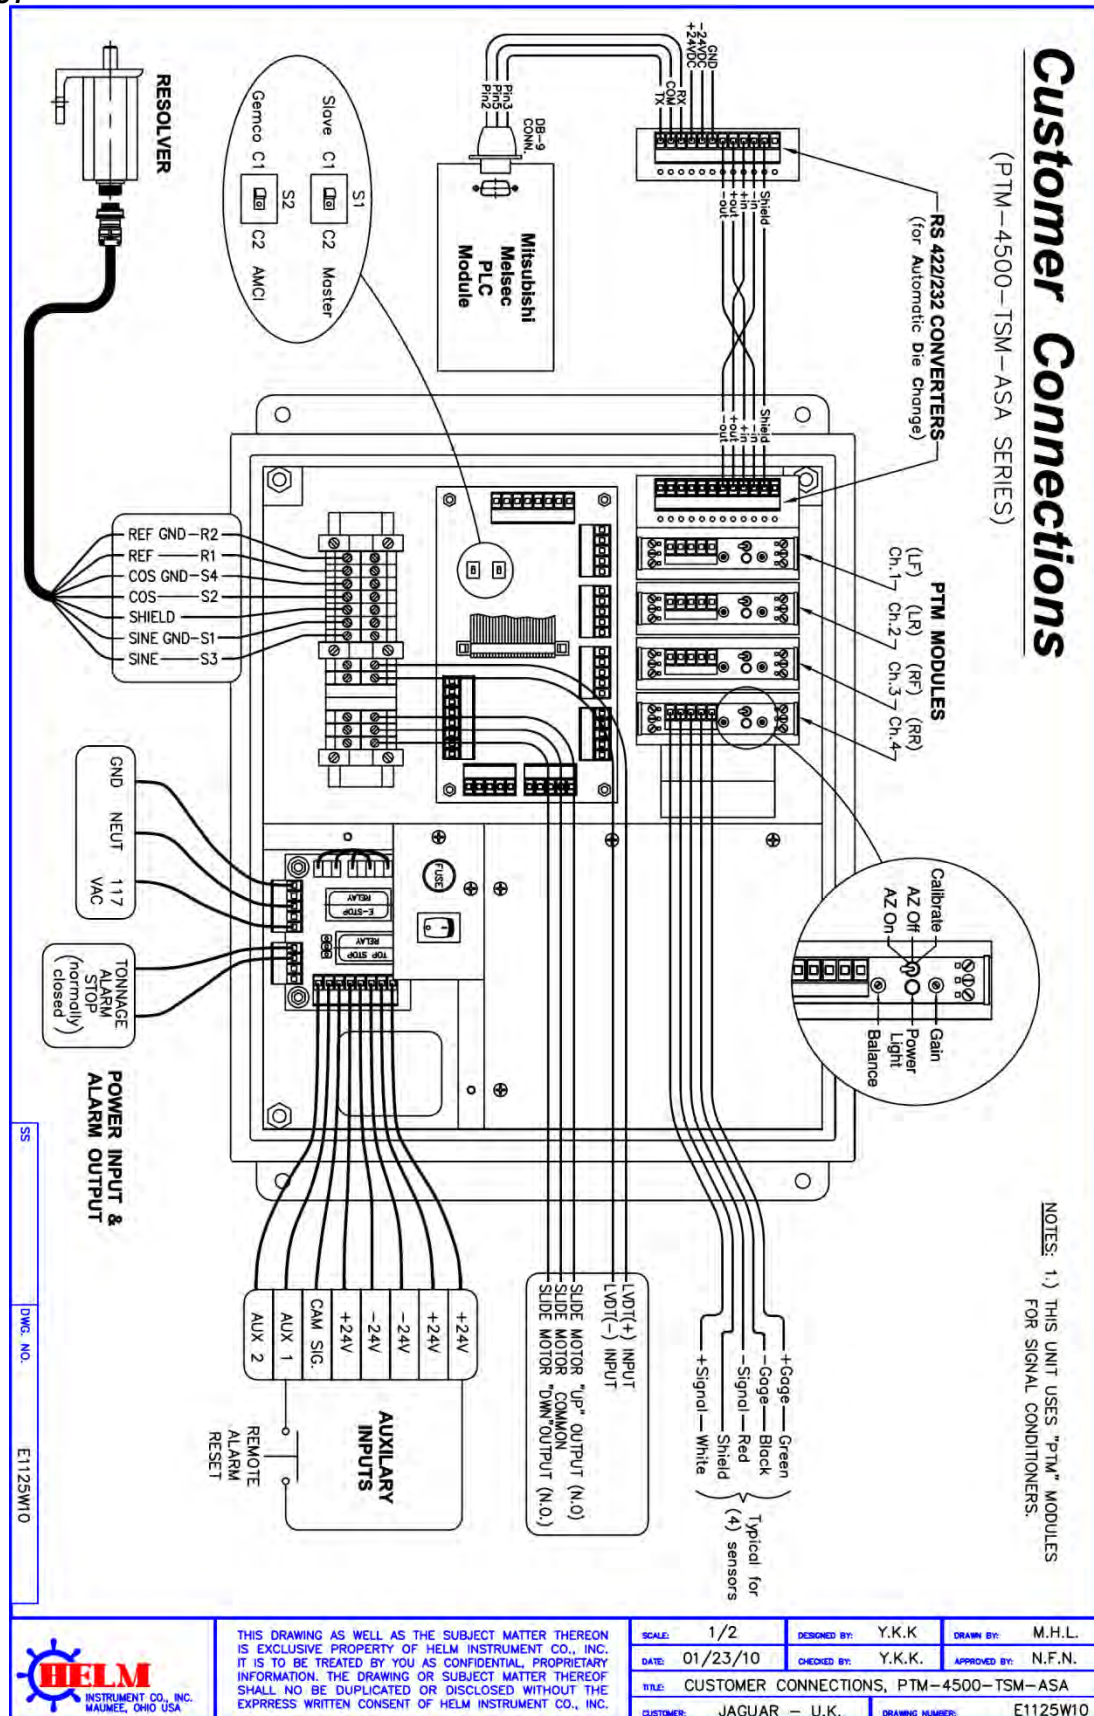 Customer Connections
(PTM-4500-TSM-ASA SERIES)
NOTES: 1.) THIS UNIT USES "PTM" MODULES
FOR SIGNAL CONDITIONERS.
RS 422/232 CONVERTERS
(for Automatic Die Change)
PTM MODULES
(LF) (LR) (RF) (RR)
Ch.1 Ch.2 Ch.3 Ch.4
GND
-24VDC
+24VDC
RX
COM
TX
Pin3
Pin5
Pin2
DB-9
CONN.
Mitsubishi
Melsec
PLC
Module
Shield
-in
+in
+out
-out
Shield
-in
+in
+out
-out
S1
Slave C1 C2 Master
S2
Gemco C1 C2 AMCI
RESOLVER
REF GND-R2
REF R1
COS GND-S4
COS S2
SHIELD
SINE GND-S1
SINE S3
Calibrate
AZ Off
AZ On
Gain
Power
Light
Balance
FUSE
E-STOP
RELAY
TOP STOP
RELAY
GND NEUT 117
VAC
TONNAGE
ALARM
STOP
(normally
closed)
POWER INPUT &
ALARM OUTPUT
+Gage Green
-Gage Black
-Signal Red
Shield
+Signal White
Typical for
(4) sensors
LVDT(+) INPUT
LVDT(-) INPUT
SLIDE MOTOR "UP" OUTPUT (N.O)
SLIDE MOTOR COMMON
SLIDE MOTOR "DWN"OUTPUT (N.O.)
+24V
+24V
-24V
-24V
+24V
CAM SIG.
AUX 1
AUX 2
AUXILARY
INPUTS
REMOTE
ALARM
RESET
SS
DWG. NO.
E1125W10
HELM
INSTRUMENT CO., INC.
MAUMEE, OHIO USA
THIS DRAWING AS WELL AS THE SUBJECT MATTER THEREON
IS EXCLUSIVE PROPERTY OF HELM INSTRUMENT CO., INC.
IT IS TO BE TREATED BY YOU AS CONFIDENTIAL, PROPRIETARY
INFORMATION. THE DRAWING OR SUBJECT MATTER THEREOF
SHALL NO BE DUPLICATED OR DISCLOSED WITHOUT THE
EXPRRESS WRITTEN CONSENT OF HELM INSTRUMENT CO., INC.
SCALE: 1/2 DESIGNED BY: Y.K.K DRAWN BY: M.H.L.
DATE: 01/23/10 CHECKED BY: Y.K.K. APPROVED BY: N.F.N.
TITLE: CUSTOMER CONNECTIONS, PTM-4500-TSM-ASA
CUSTOMER: JAGUAR - U.K. DRAWING NUMBER: E1125W10